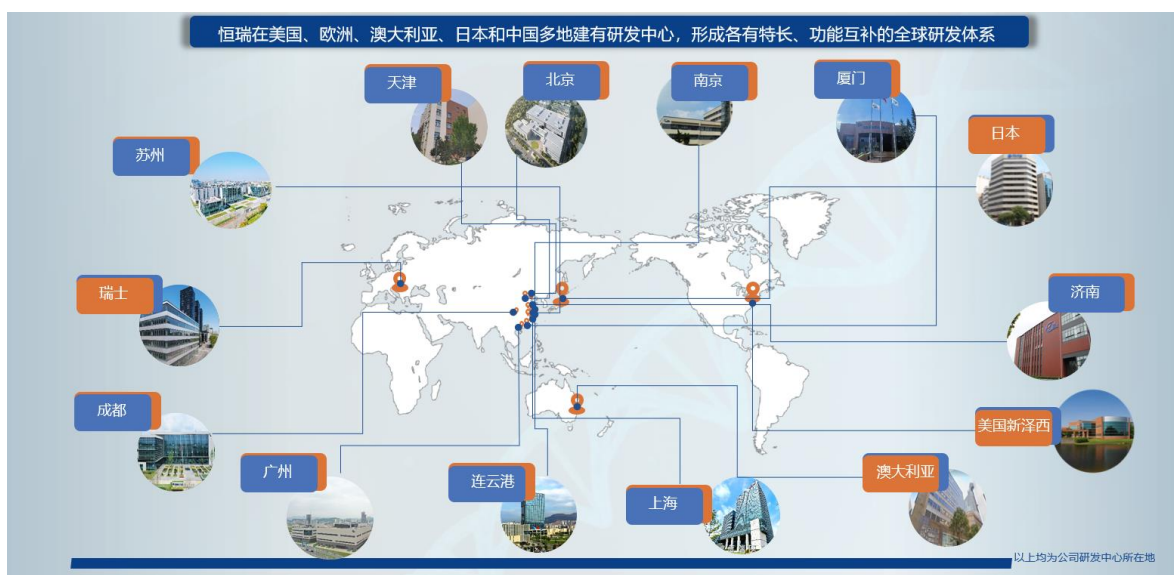 恒瑞在美国、欧洲、澳大利亚、日本和中国多地建有研发中心，形成各有特长、功能互补的全球研发体系
天津
北京
南京
厦门
日本
苏州
瑞士
济南
成都
美国新泽西
广州
连云港
上海
澳大利亚
以上均为公司研发中心所在地